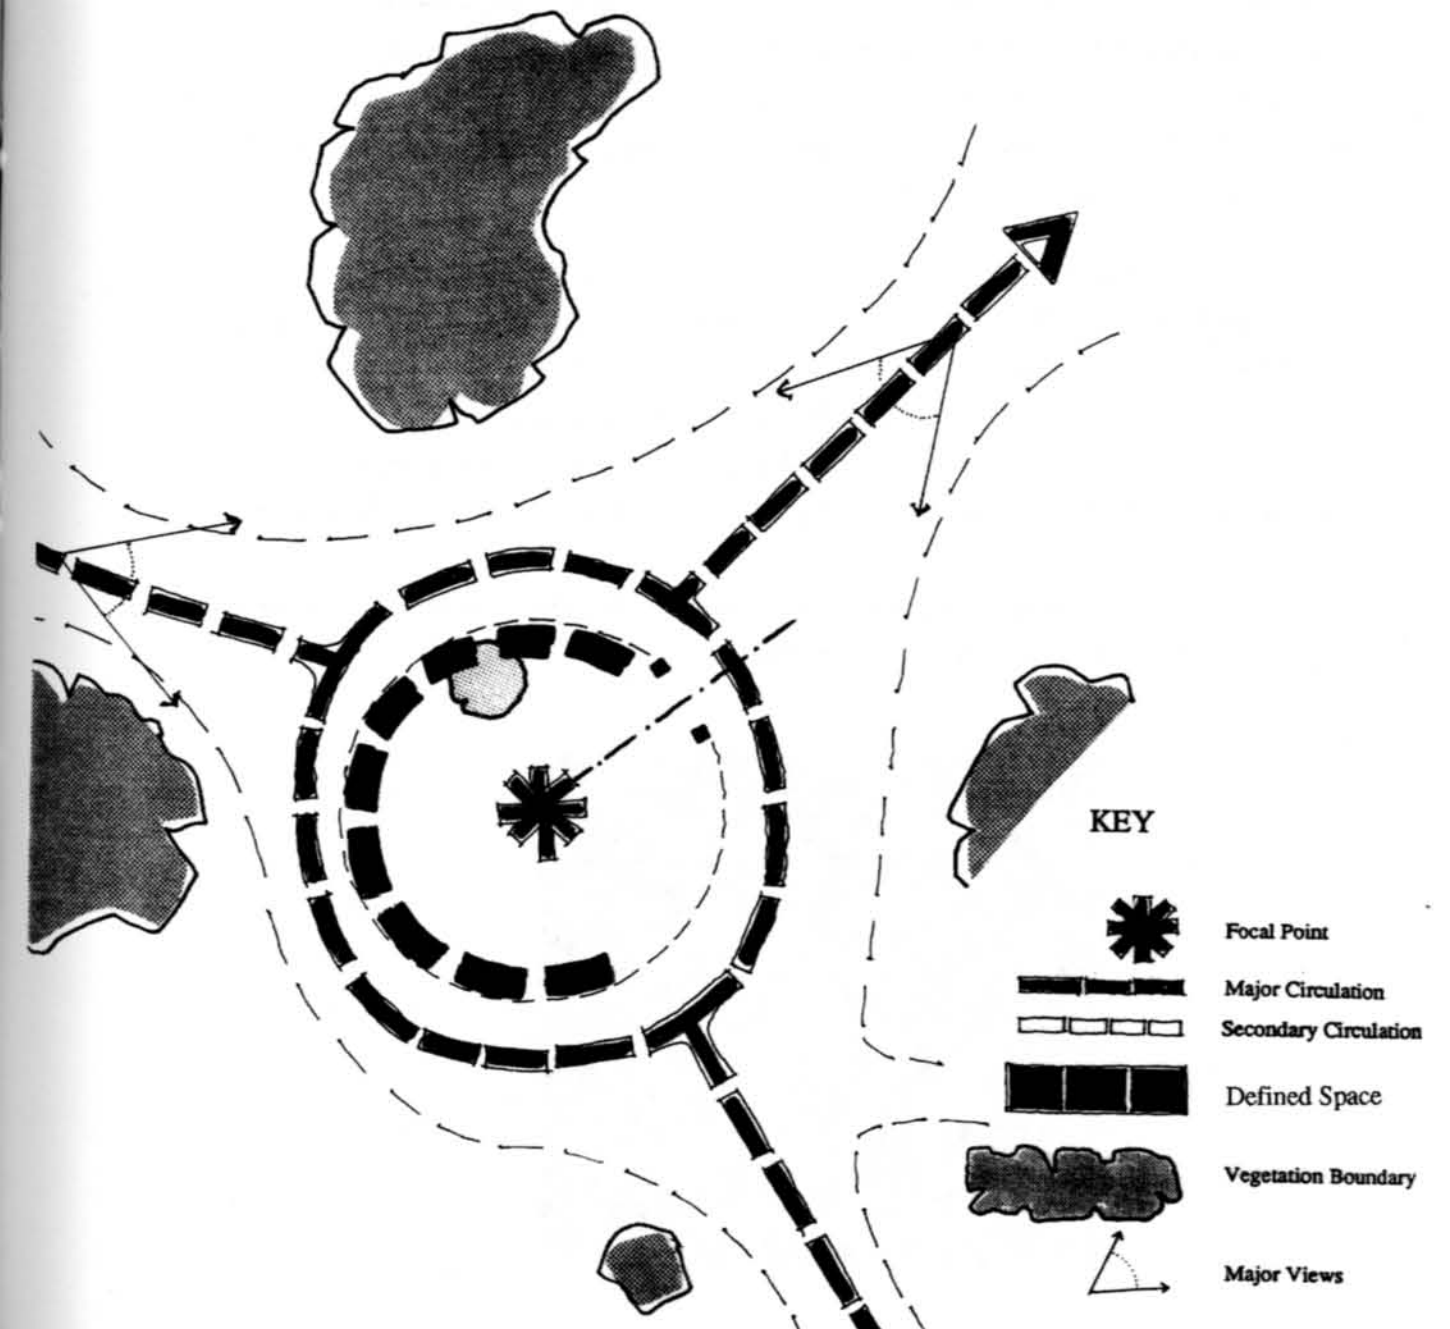 KEY
Focal Point
Major Circulation
Secondary Circulation
Defined Space
Vegetation Boundary
Major Views